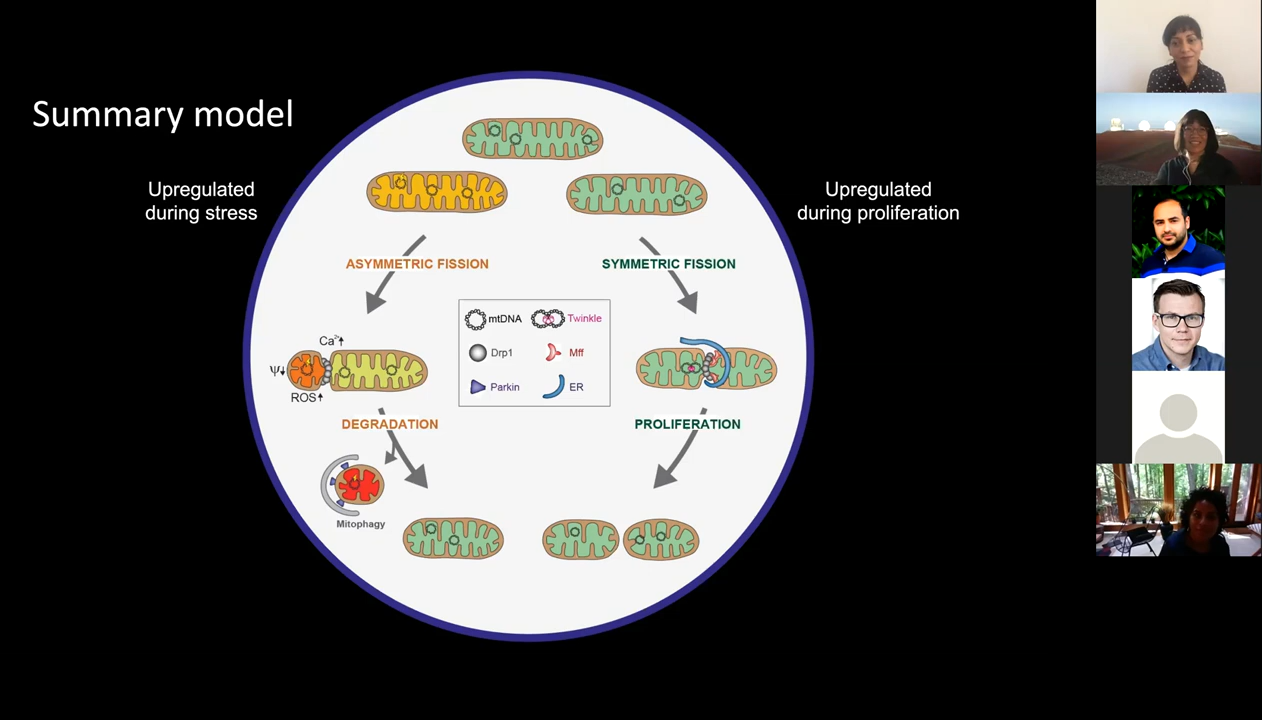 Summary model
Upregulated
during stress
Upregulated
during proliferation
ASYMMETRIC FISSION
SYMMETRIC FISSION
mtDNA
Twinkle
Drp1
Mff
Parkin
ER
Ca²⁺↑
Ψ↓
ROS↑
DEGRADATION
PROLIFERATION
Mitophagy